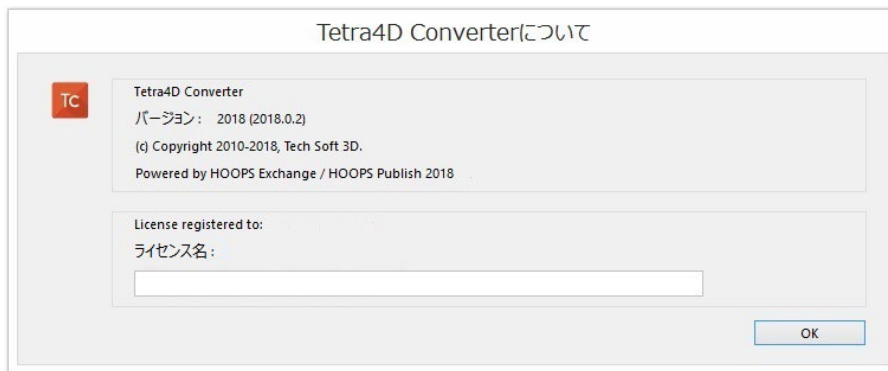 Tetra4D Converterについて
TC
Tetra4D Converter
バージョン： 2018 (2018.0.2)
(c) Copyright 2010-2018, Tech Soft 3D.
Powered by HOOPS Exchange / HOOPS Publish 2018
License registered to:
ライセンス名：
OK